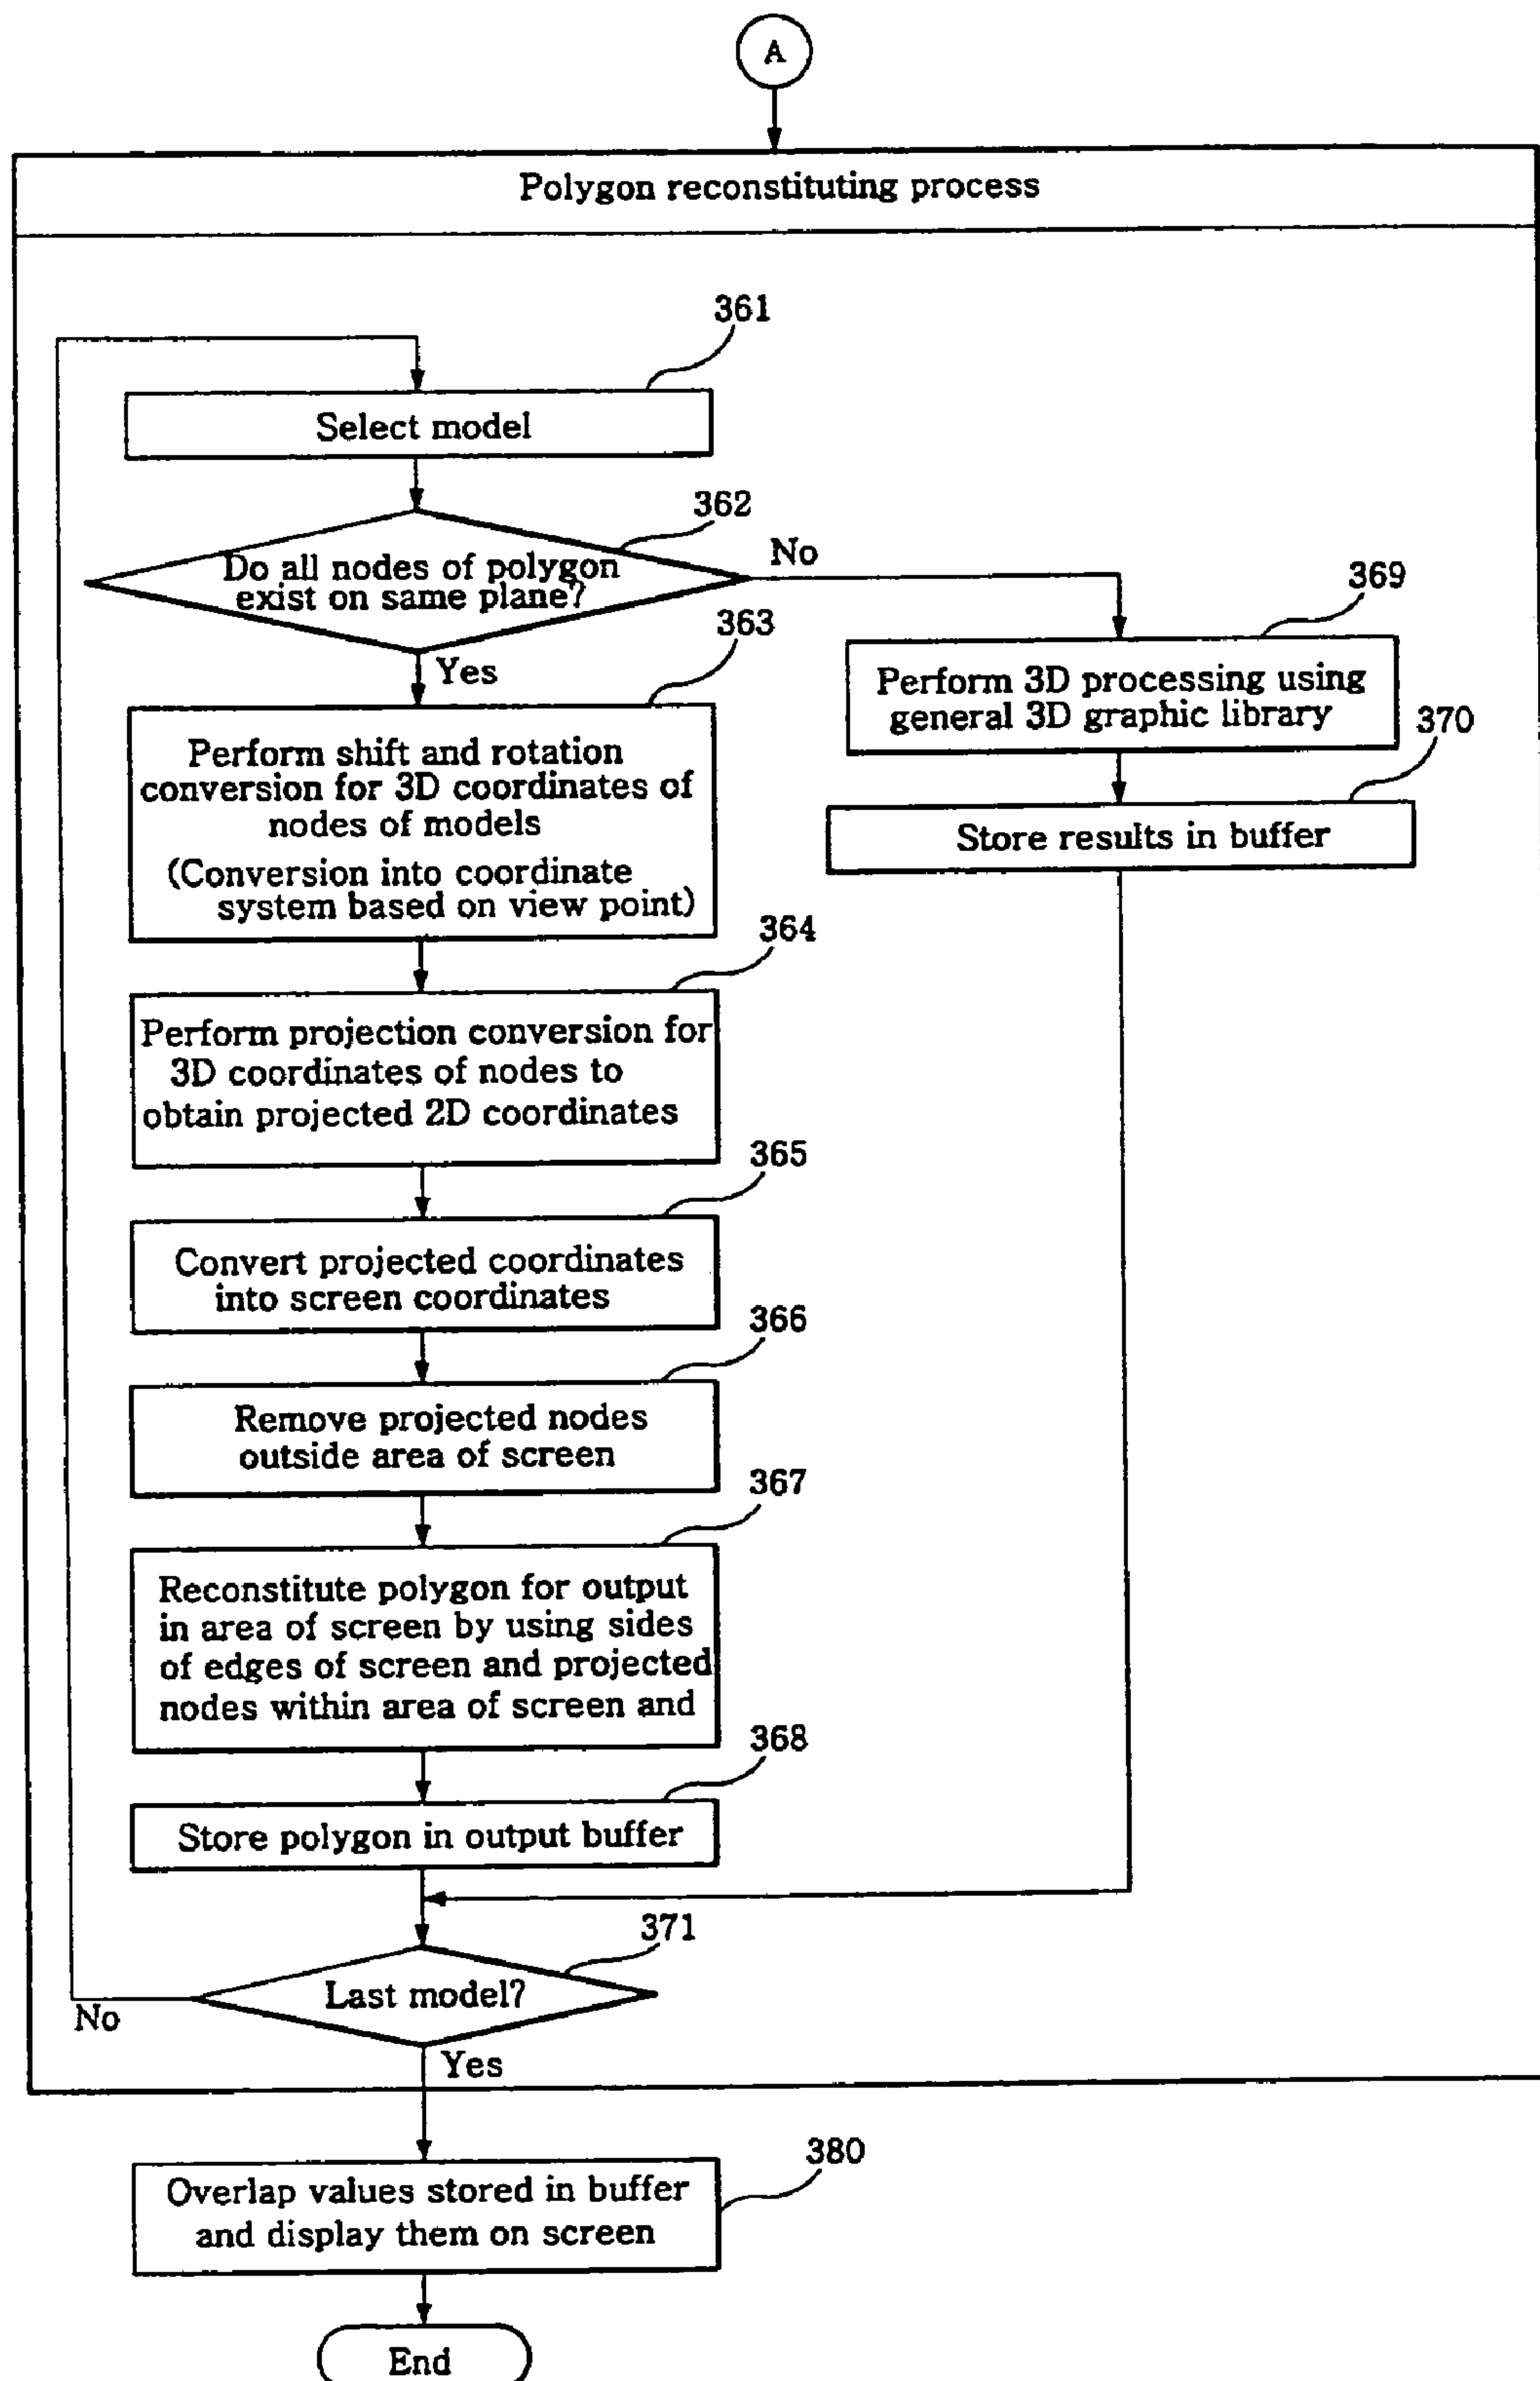 A
Polygon reconstituting process
361
Select model
362
Do all nodes of polygon
exist on same plane?
No
369
363
Yes
Perform 3D processing using
general 3D graphic library
370
Perform shift and rotation
conversion for 3D coordinates of
nodes of models
(Conversion into coordinate
system based on view point)
Store results in buffer
364
Perform projection conversion for
3D coordinates of nodes to
obtain projected 2D coordinates
365
Convert projected coordinates
into screen coordinates
366
Remove projected nodes
outside area of screen
367
Reconstitute polygon for output
in area of screen by using sides
of edges of screen and projected
nodes within area of screen and
368
Store polygon in output buffer
371
Last model?
No
Yes
380
Overlap values stored in buffer
and display them on screen
End